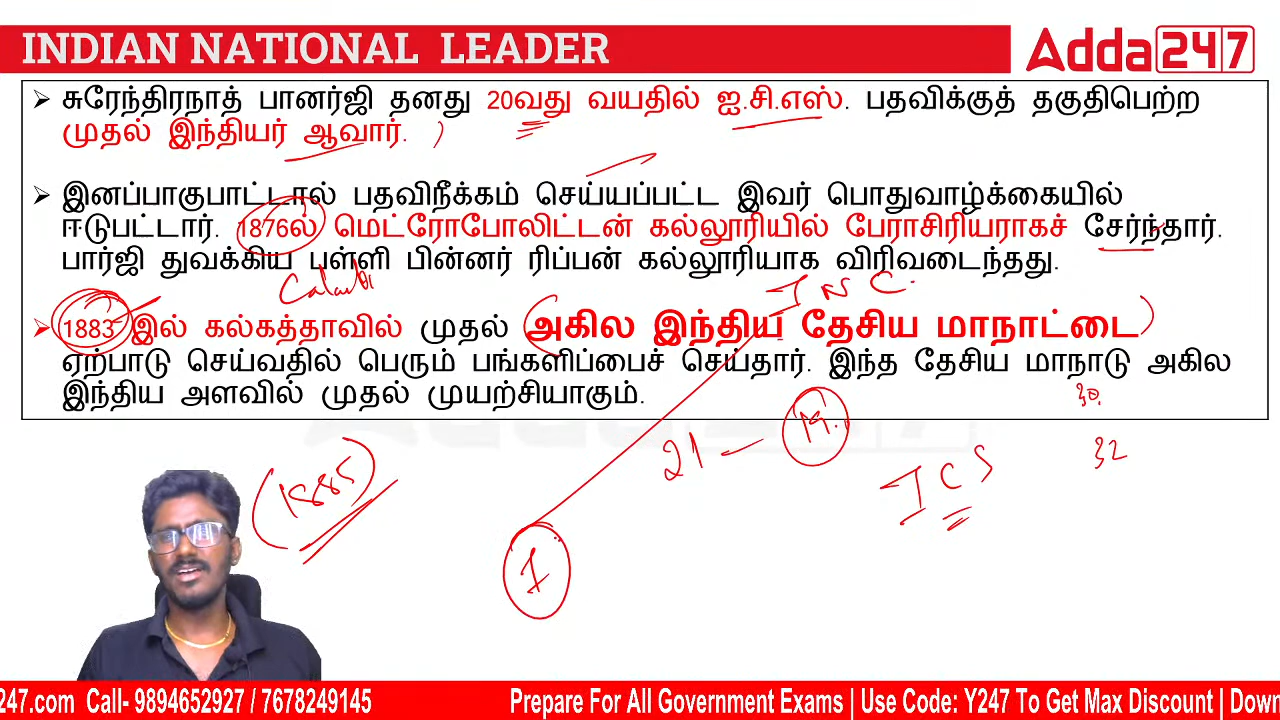 INDIAN NATIONAL LEADER
Adda247
➢ சுரேந்திரநாத் பானர்ஜி தனது 20வது வயதில் ஐ.சி.எஸ். பதவிக்குத் தகுதிபெற்ற
முதல் இந்தியர் ஆவார்.
➢ இனப்பாகுபாட்டால் பதவிநீக்கம் செய்யப்பட்ட இவர் பொதுவாழ்க்கையில்
ஈடுபட்டார். 1876ல் மெட்ரோபோலிட்டன் கல்லூரியில் பேராசிரியராகச் சேர்ந்தார்.
பார்ஜி துவக்கிய புள்ளி பின்னர் ரிப்பன் கல்லூரியாக விரிவடைந்தது.
I N C.
➢ 1883 இல் கல்கத்தாவில் முதல் அகில இந்திய தேசிய மாநாட்டை
ஏற்பாடு செய்வதில் பெரும் பங்களிப்பைச் செய்தார். இந்த தேசிய மாநாடு அகில
இந்திய அளவில் முதல் முயற்சியாகும்.
30.
21 - 19.
32
(1885)
ICS
I
247.com Call- 9894652927 / 7678249145
Prepare For All Government Exams | Use Code: Y247 To Get Max Discount | Down